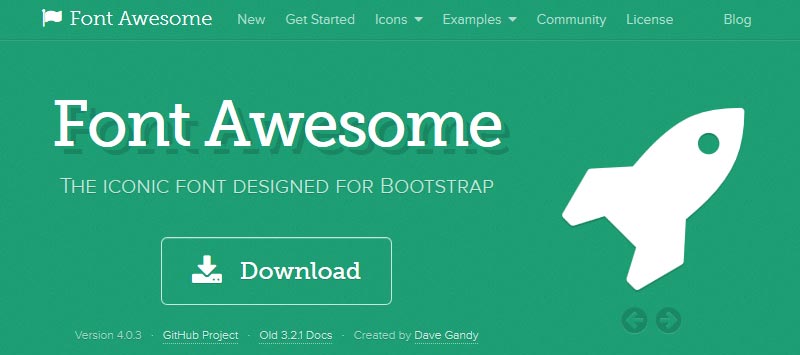 Font Awesome New Get Started Icons Examples Community License Blog
Font Awesome
The iconic font designed for Bootstrap
Download
Version 4.0.3 · GitHub Project · Old 3.2.1 Docs · Created by Dave Gandy